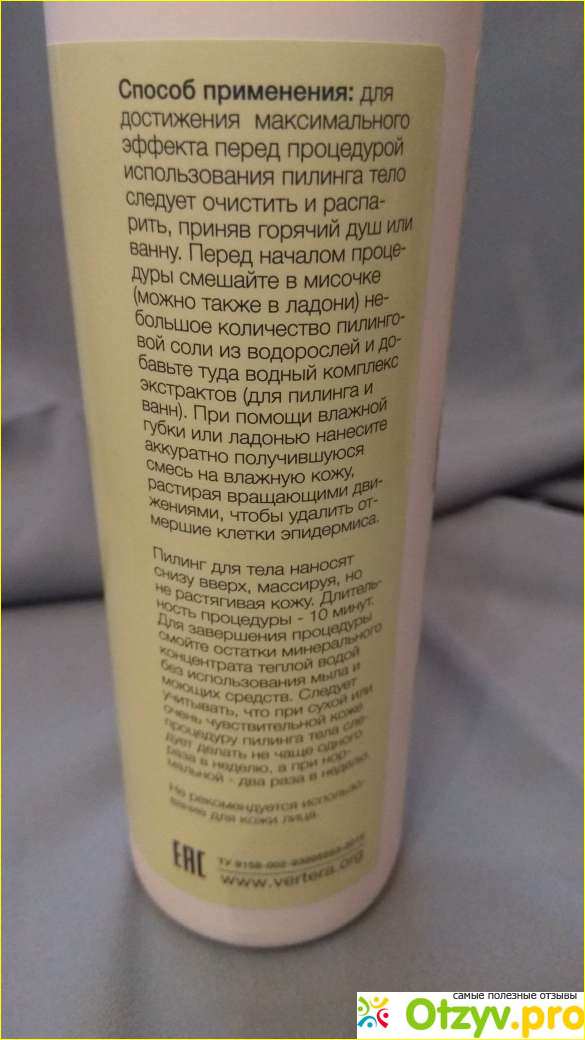 Способ применения: для
достижения максимального
эффекта перед процедурой
использования пилинга тело
следует очистить и распа-
рить, приняв горячий душ или
ванну. Перед началом проце-
дуры смешайте в мисочке
(можно также в ладони) не-
большое количество пилинго-
вой соли из водорослей и до-
бавьте туда водный комплекс
экстрактов (для пилинга и
ванн). При помощи влажной
губки или ладонью нанесите
аккуратно получившуюся
смесь на влажную кожу,
растирая вращающими дви-
жениями, чтобы удалить от-
мершие клетки эпидермиса.
Пилинг для тела наносят
снизу вверх, массируя, но
не растягивая кожу. Длитель-
ность процедуры - 10 минут.
Для завершения процедуры
смойте остатки минерального
концентрата теплой водой
без использования мыла и
моющих средств. Следует
учитывать, что при сухой или
очень чувствительной коже
процедуру пилинга тела сле-
дует делать не чаще одного
раза в неделю, а при нор-
мальной - два раза в неделю.
Не рекомендуется использо-
вание для кожи лица.
EAC
ТУ 9158-002-
www.vertera.org
самые полезные отзывы
Otzyv.pro